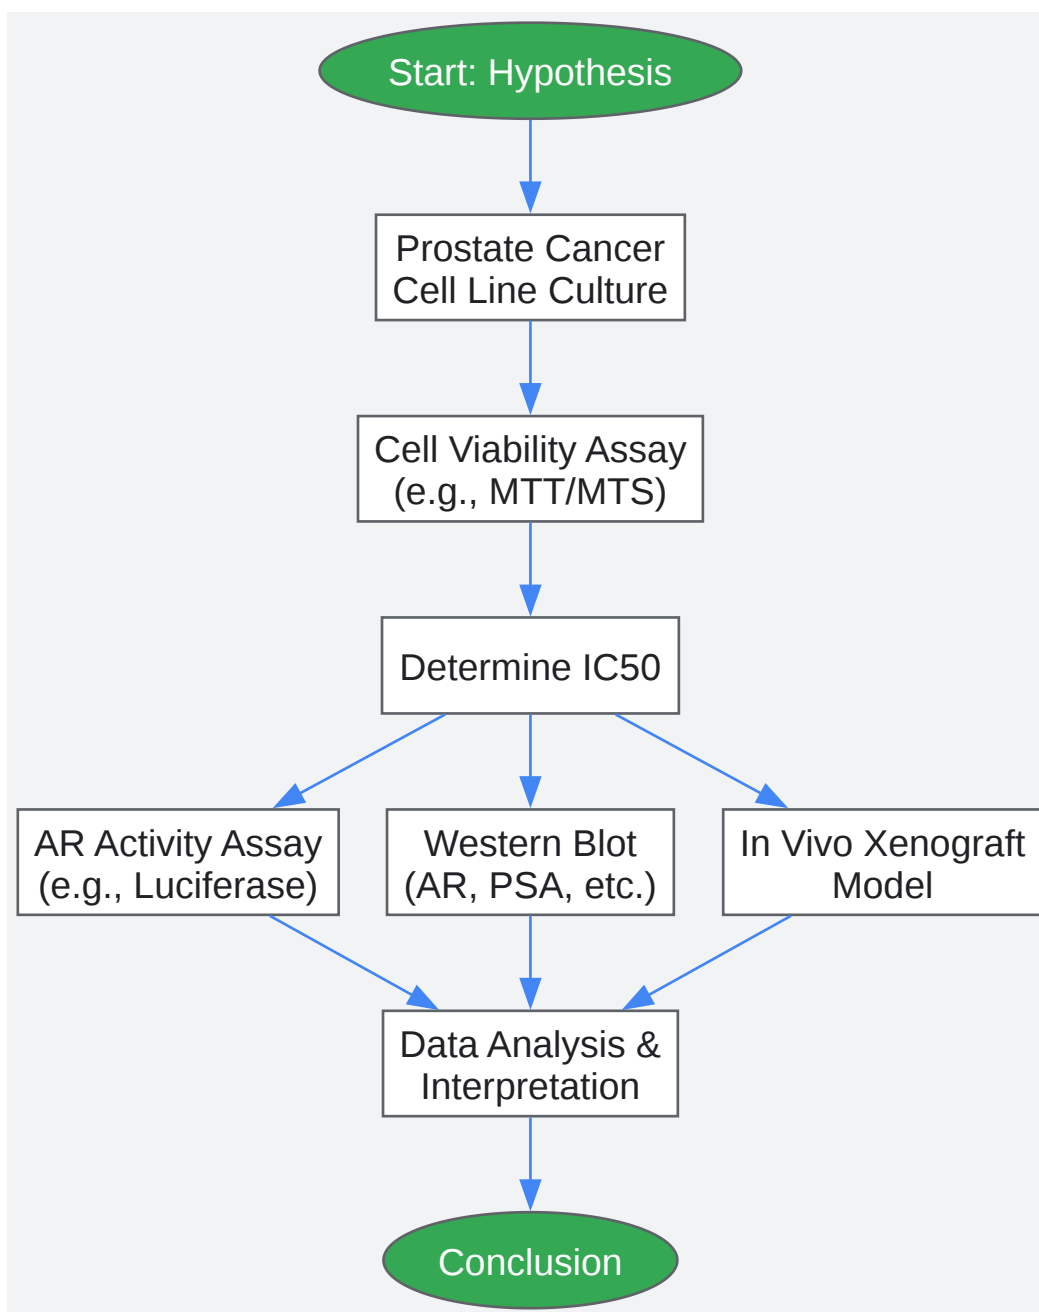 Start: Hypothesis
Prostate Cancer
Cell Line Culture
Cell Viability Assay
(e.g., MTT/MTS)
Determine IC50
AR Activity Assay
(e.g., Luciferase)
Western Blot
(AR, PSA, etc.)
In Vivo Xenograft
Model
Data Analysis &
Interpretation
Conclusion